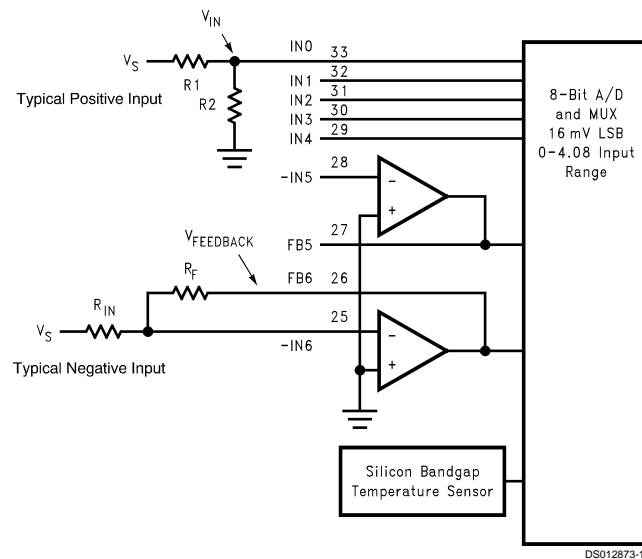 V_IN
IN0 33
V_S R1
IN1 32
R2
IN2 31
Typical Positive Input
IN3 30
IN4 29
8-Bit A/D
and MUX
16 mV LSB
0-4.08 Input
Range
-IN5 28
-
+
V_FEEDBACK
FB5 27
R_F
FB6 26
R_IN
25
V_S
-IN6
-
+
Typical Negative Input
Silicon Bandgap
Temperature Sensor
DS012873-1